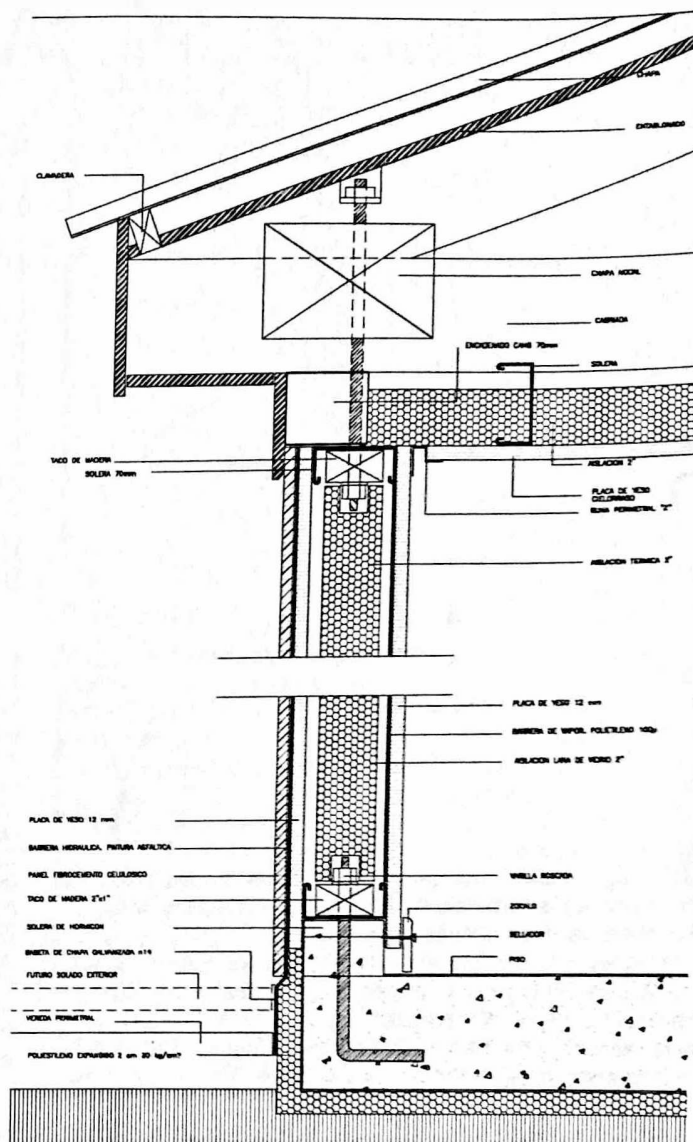 CHAPA
ENTABLONADO
CLAVADERA
CHAPA NOCRL
CABRIADA
ENCADENADO CANB 70mm
SOLERA
TACO DE MADERA
SOLERA 70mm
AISLACION 2"
PLACA DE YESO
CIELORRASO
BUNA PERIMETRAL "Z"
AISLACION TERMICA 2"
PLACA DE YESO 12 mm
BARRERA DE VAPOR, POLIETILENO 100µ
AISLACION LANA DE VIDRIO 2"
PLACA DE YESO 12 mm
BARRERA HIDRAULICA, PINTURA ASFALTICA
PANEL FIBROCEMENTO CELULOSICO
TACO DE MADERA 2"x1"
SOLERA DE HORMIGON
BABETA DE CHAPA GALVANIZADA n16
FUTURO SOLADO EXTERIOR
VEREDA PERIMETRAL
POLIESTILENO EXPANDIDO 2 cm 20 kg/cm³
VARILLA ROSCADA
ZOCALO
SELLADOR
PISO